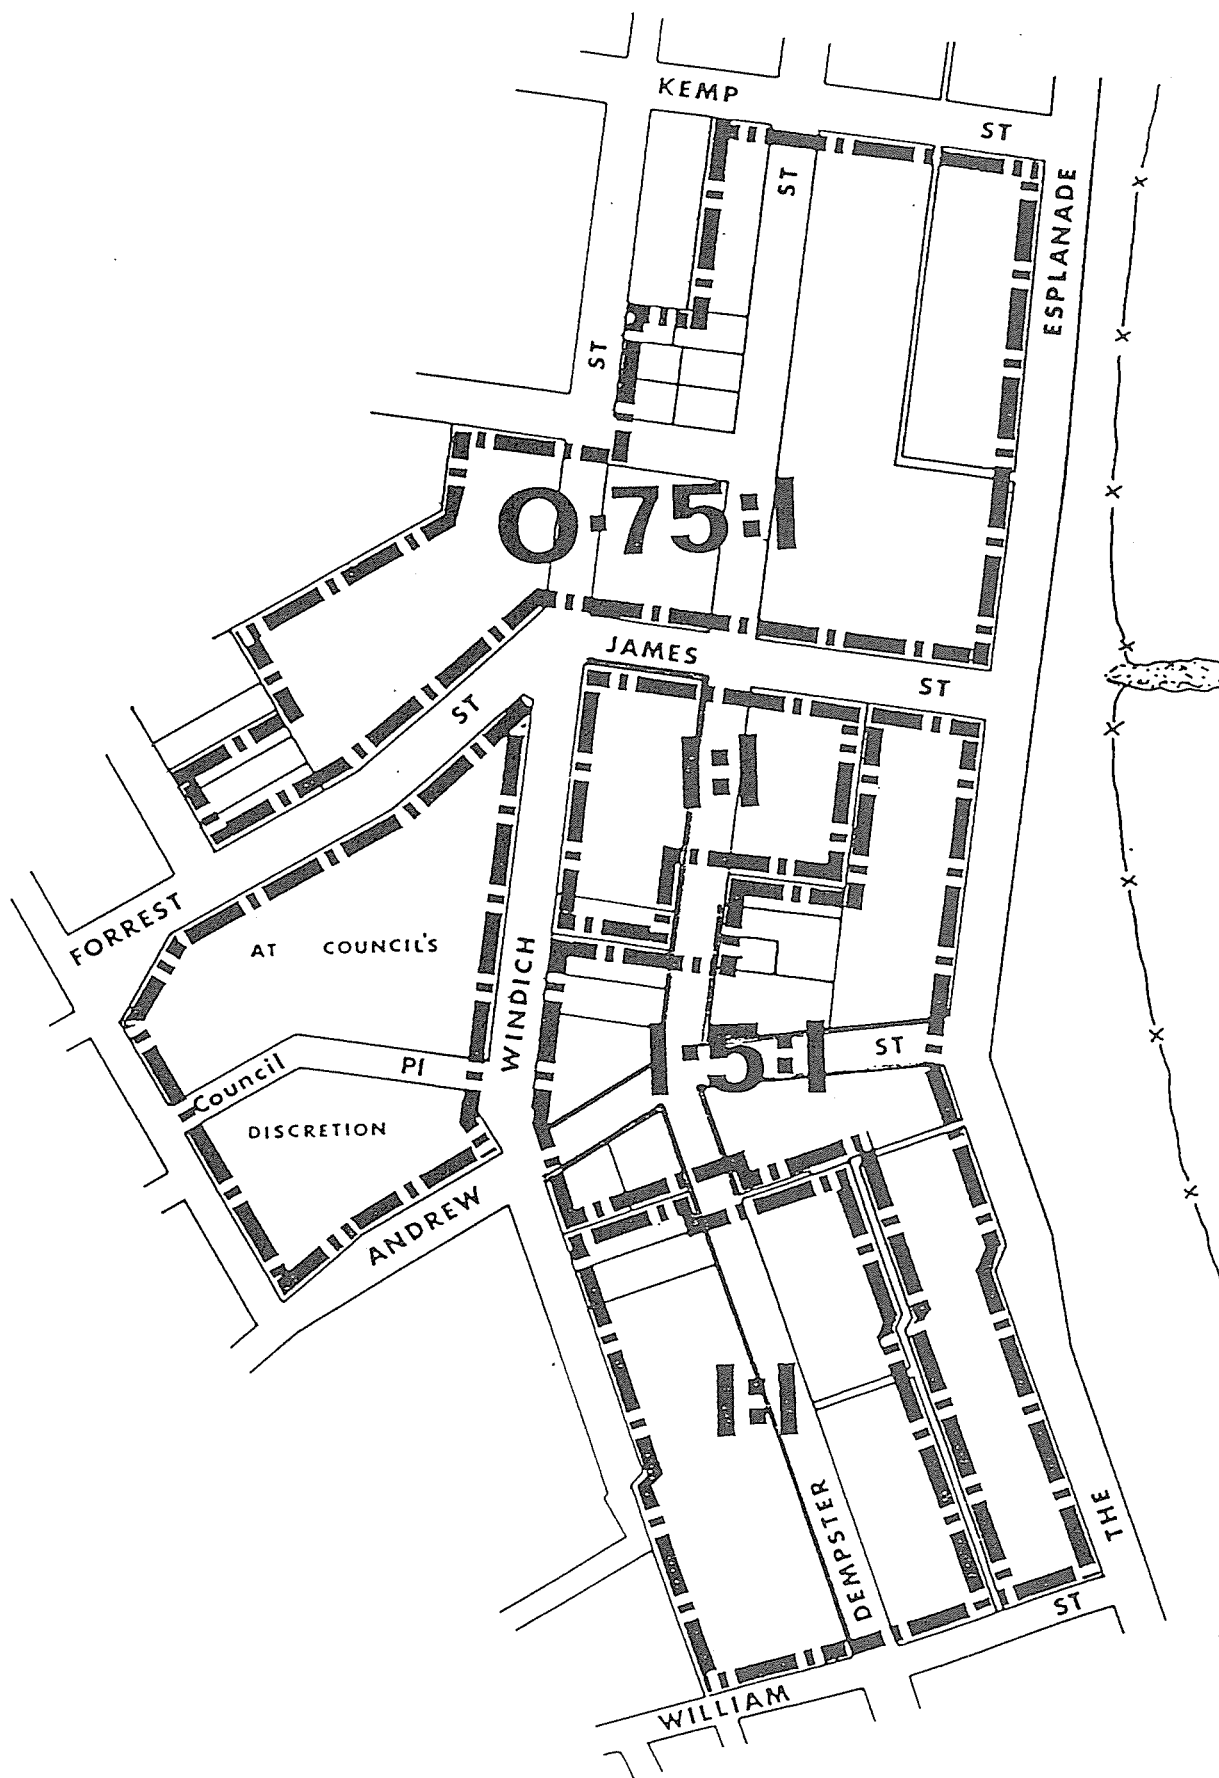 KEMP
ST
ST
ESPLANADE
ST
0.75:1
JAMES
ST
ST
1:1
FORREST
AT COUNCIL'S
WINDICH
1.5:1
ST
Council Pl
DISCRETION
ANDREW
1:1
DEMPSTER
THE
ST
WILLIAM